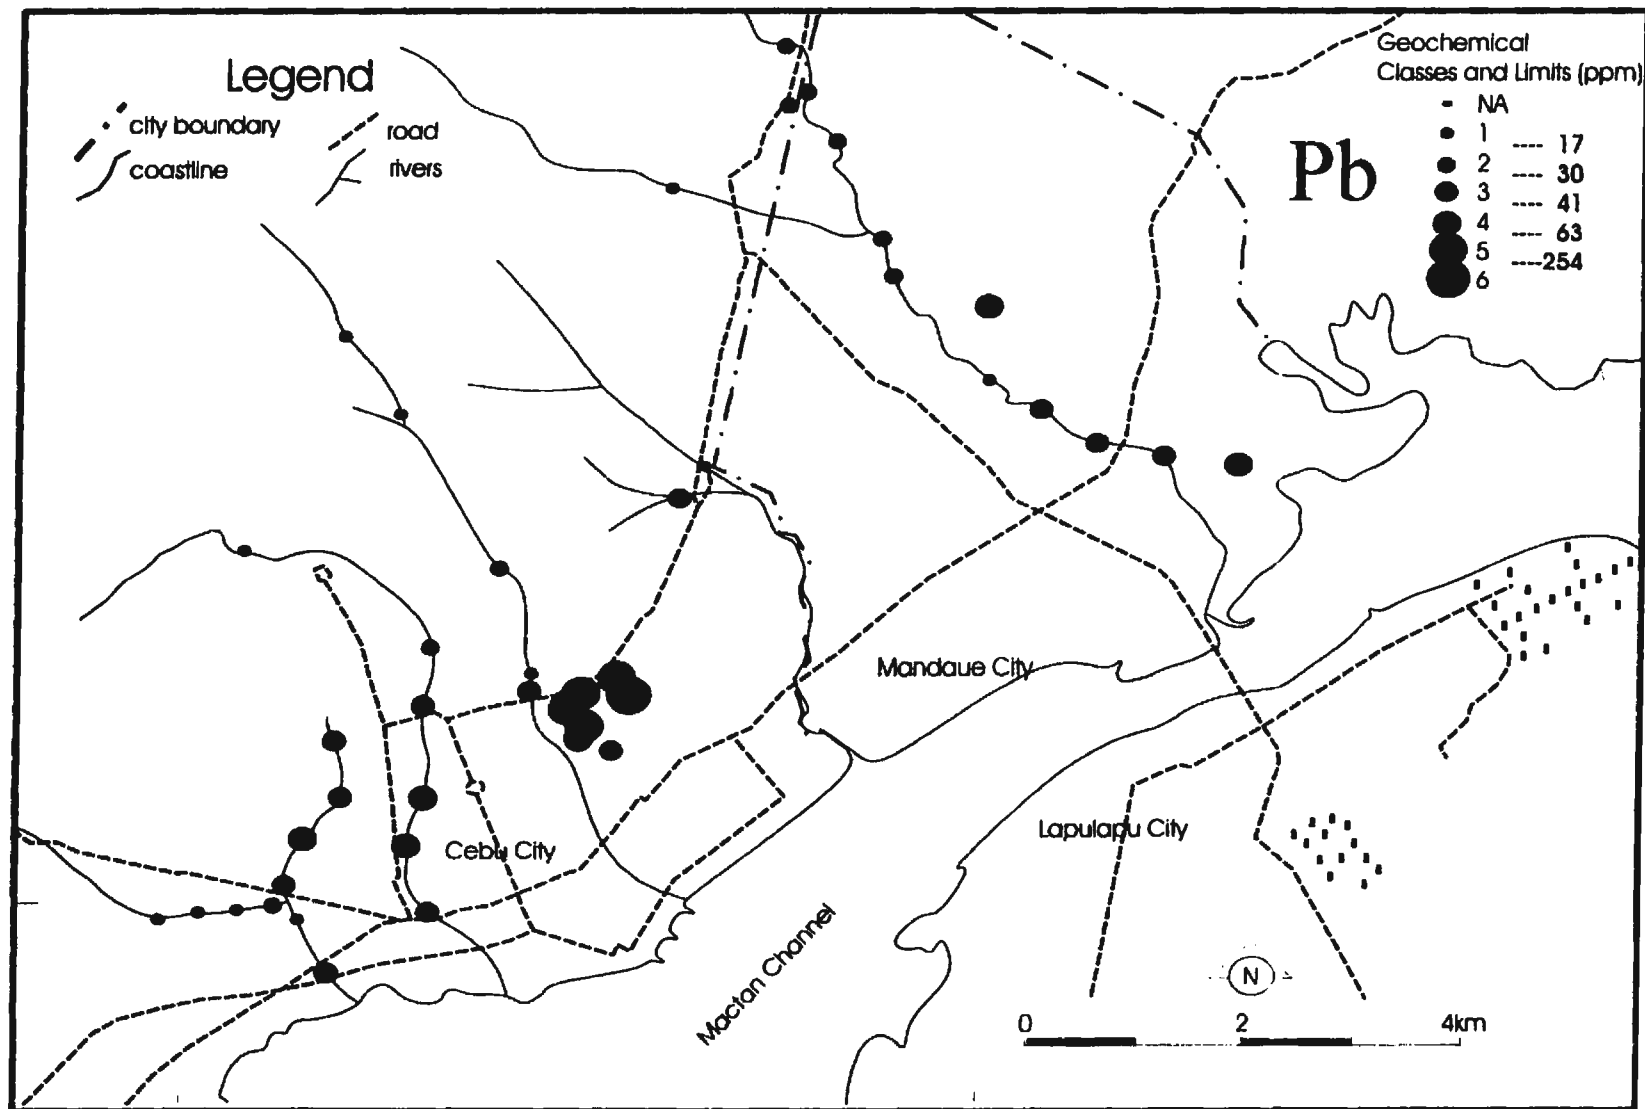 Legend
city boundary
road
coastline
rivers
Geochemical
Classes and Limits (ppm)
NA
1
---- 17
2
---- 30
3
---- 41
4
---- 63
5
----254
6
Pb
Mandaue City
Lapulapu City
Cebu City
Mactan Channel
N
0 2 4km